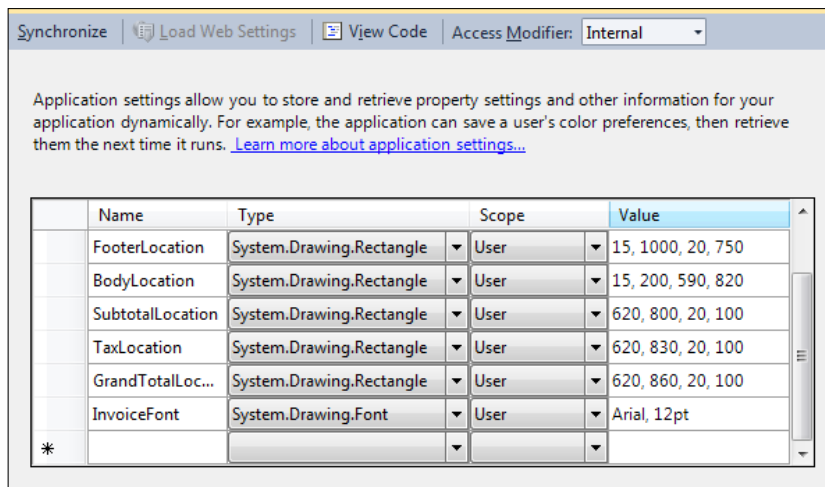 Synchronize Load Web Settings View Code Access Modifier: Internal
Application settings allow you to store and retrieve property settings and other information for your
application dynamically. For example, the application can save a user's color preferences, then retrieve
them the next time it runs. Learn more about application settings...
Name Type Scope Value
FooterLocation System.Drawing.Rectangle User 15, 1000, 20, 750
BodyLocation System.Drawing.Rectangle User 15, 200, 590, 820
SubtotalLocation System.Drawing.Rectangle User 620, 800, 20, 100
TaxLocation System.Drawing.Rectangle User 620, 830, 20, 100
GrandTotalLoc... System.Drawing.Rectangle User 620, 860, 20, 100
InvoiceFont System.Drawing.Font User Arial, 12pt
*